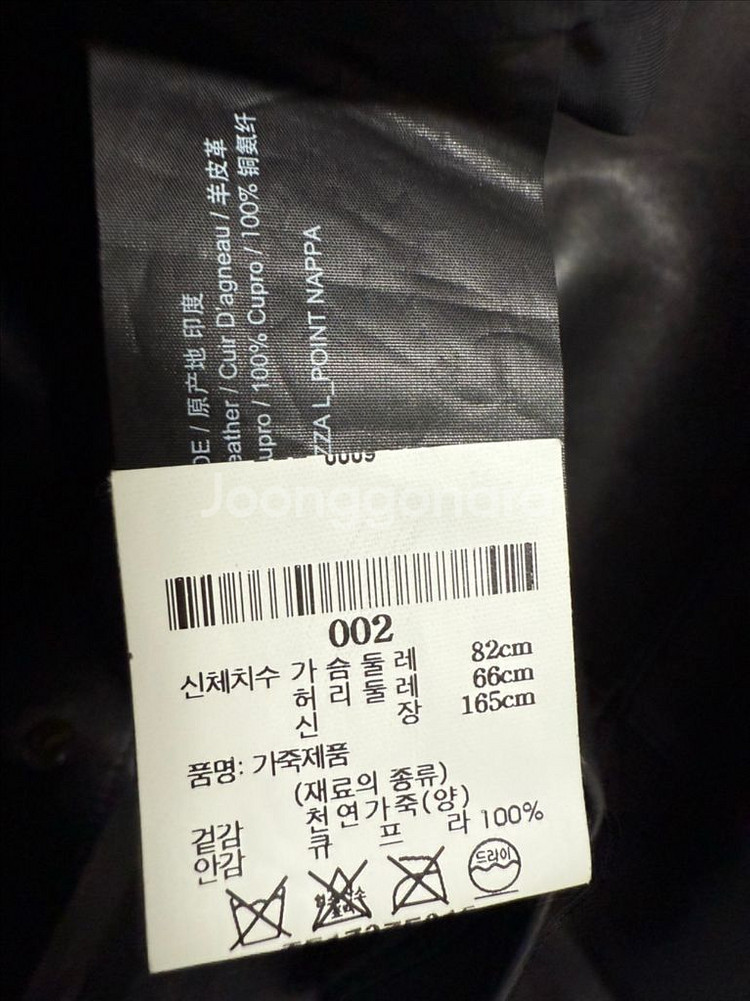 DE / 原产地 印度
eather / Cuir D'agneau / 羊皮革
upro / 100% Cupro / 100% 铜氨纤
ZZA L_POINT NAPPA
0009
Joonggonara
002
신체치수 가슴둘레 82cm
허리둘레 66cm
신장 165cm
품명: 가죽제품
(재료의 종류)
겉감 천연가죽(양)
안감 큐프라 100%
드라이